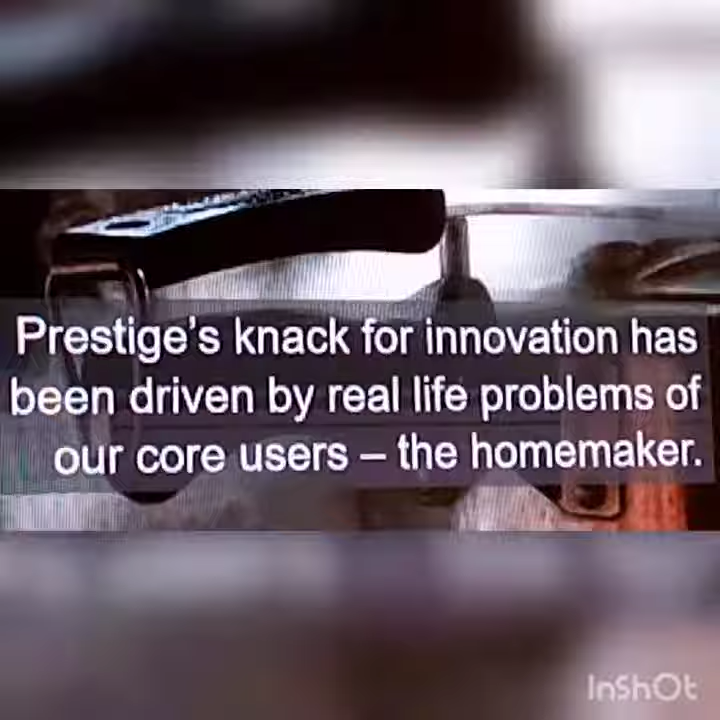 Prestige's knack for innovation has
been driven by real life problems of
our core users – the homemaker.
InShOt